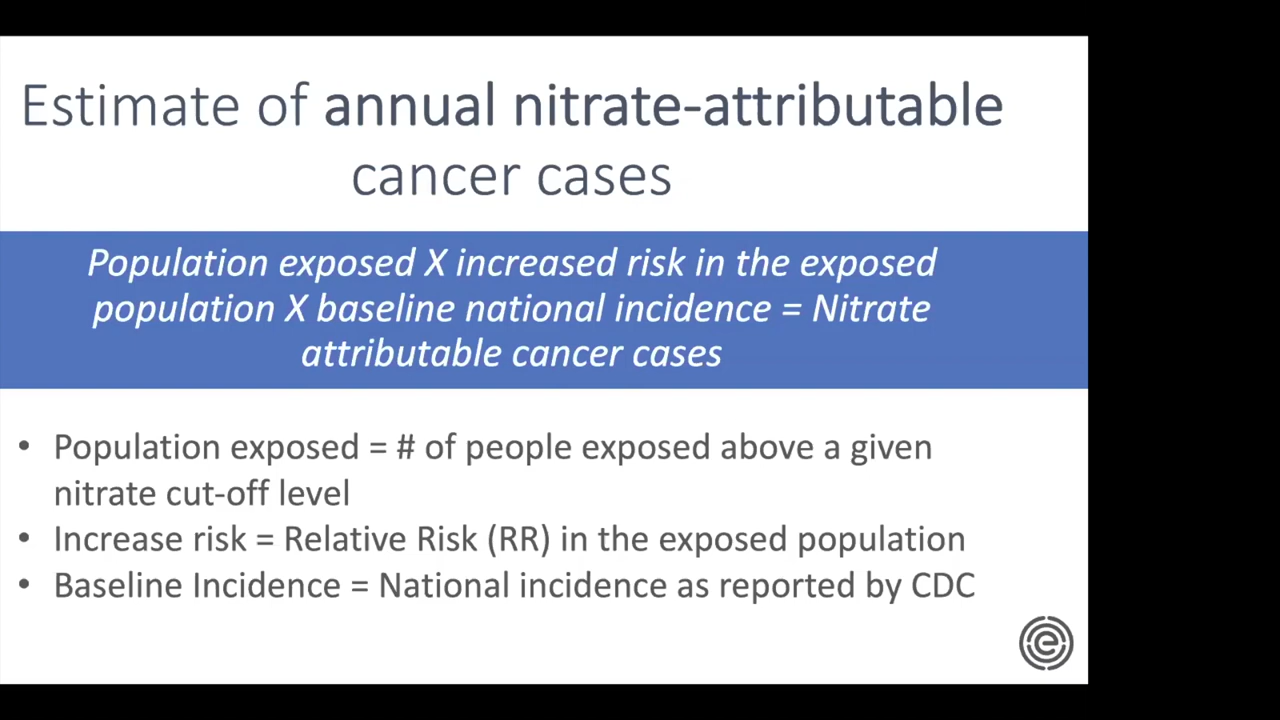 Estimate of annual nitrate-attributable
cancer cases
Population exposed X increased risk in the exposed
population X baseline national incidence = Nitrate
attributable cancer cases
• Population exposed = # of people exposed above a given
nitrate cut-off level
• Increase risk = Relative Risk (RR) in the exposed population
• Baseline Incidence = National incidence as reported by CDC
e